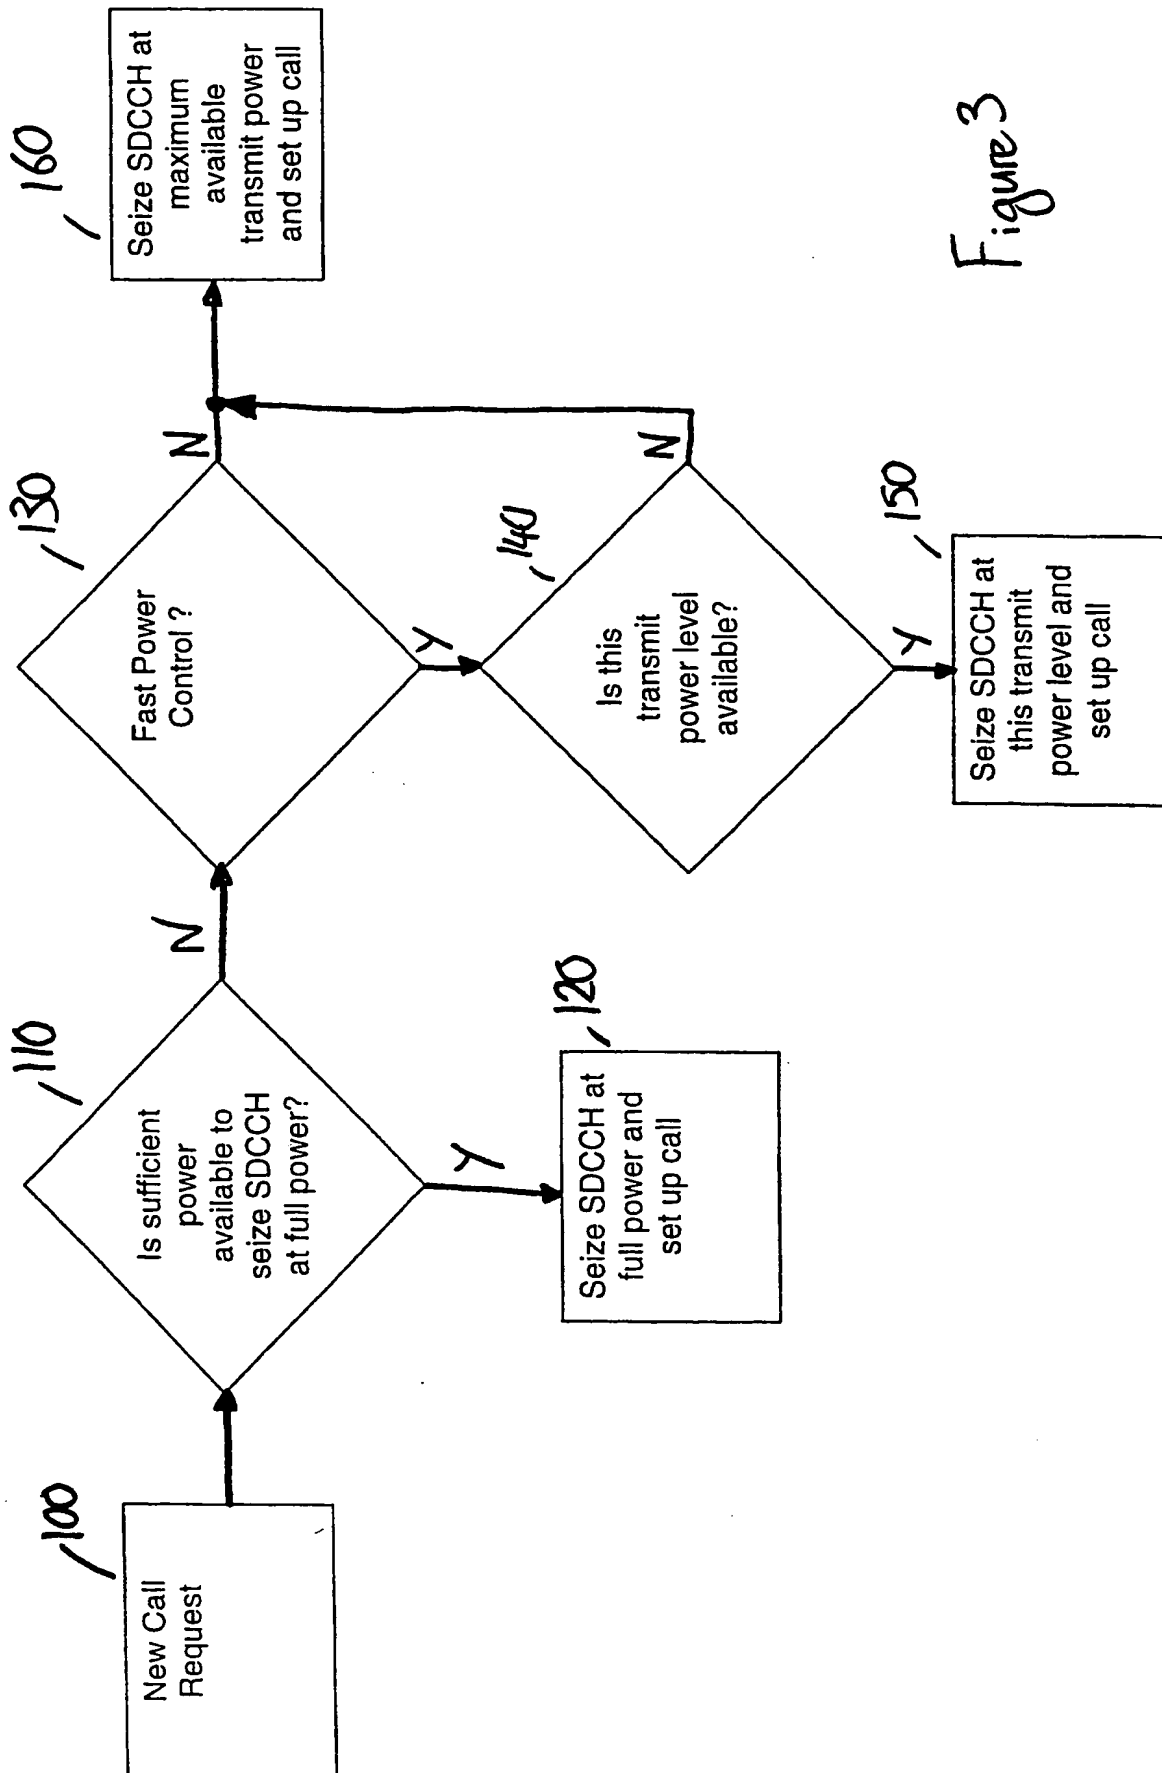 100
New Call
Request
110
Is sufficient
power
available to
seize SDCCH
at full power?
N
Y
120
Seize SDCCH at
full power and
set up call
130
Fast Power
Control ?
N
Y
140
Is this
transmit
power level
available?
N
Y
150
Seize SDCCH at
this transmit
power level and
set up call
160
Seize SDCCH at
maximum
available
transmit power
and set up call
Figure 3